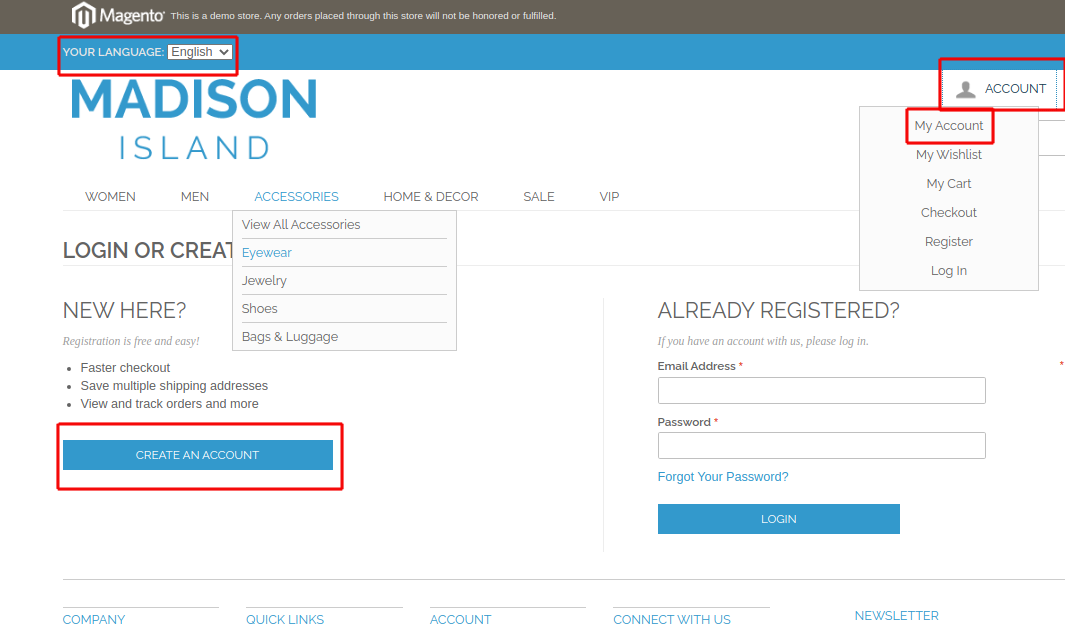 Magento® This is a demo store. Any orders placed through this store will not be honored or fulfilled.
YOUR LANGUAGE: English
ACCOUNT
MADISON
ISLAND
My Account
My Wishlist
My Cart
Checkout
Register
Log In
WOMEN MEN ACCESSORIES HOME & DECOR SALE VIP
View All Accessories
Eyewear
Jewelry
Shoes
Bags & Luggage
LOGIN OR CREAT
NEW HERE?
Registration is free and easy!
Faster checkout
Save multiple shipping addresses
View and track orders and more
CREATE AN ACCOUNT
ALREADY REGISTERED?
If you have an account with us, please log in.
Email Address *
*
Password *
Forgot Your Password?
LOGIN
COMPANY QUICK LINKS ACCOUNT CONNECT WITH US NEWSLETTER